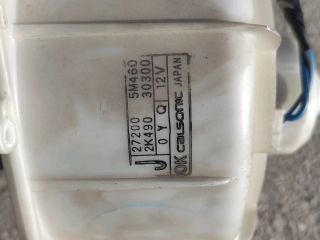 27200 5M460
2K490 30300
J 0 Y Q 12V
OK calsonic JAPAN